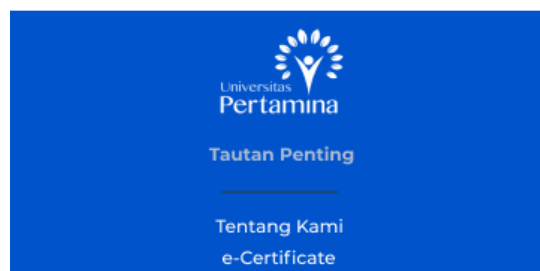 Universitas
Pertamina
Tautan Penting
Tentang Kami
e-Certificate